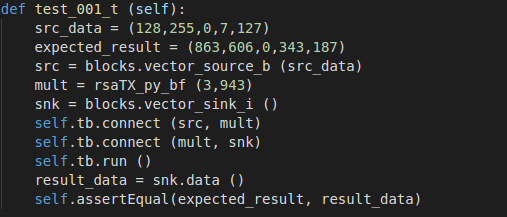 def test_001_t (self):
    src_data = (128,255,0,7,127)
    expected_result = (863,606,0,343,187)
    src = blocks.vector_source_b (src_data)
    mult = rsaTX_py_bf (3,943)
    snk = blocks.vector_sink_i ()
    self.tb.connect (src, mult)
    self.tb.connect (mult, snk)
    self.tb.run ()
    result_data = snk.data ()
    self.assertEqual(expected_result, result_data)